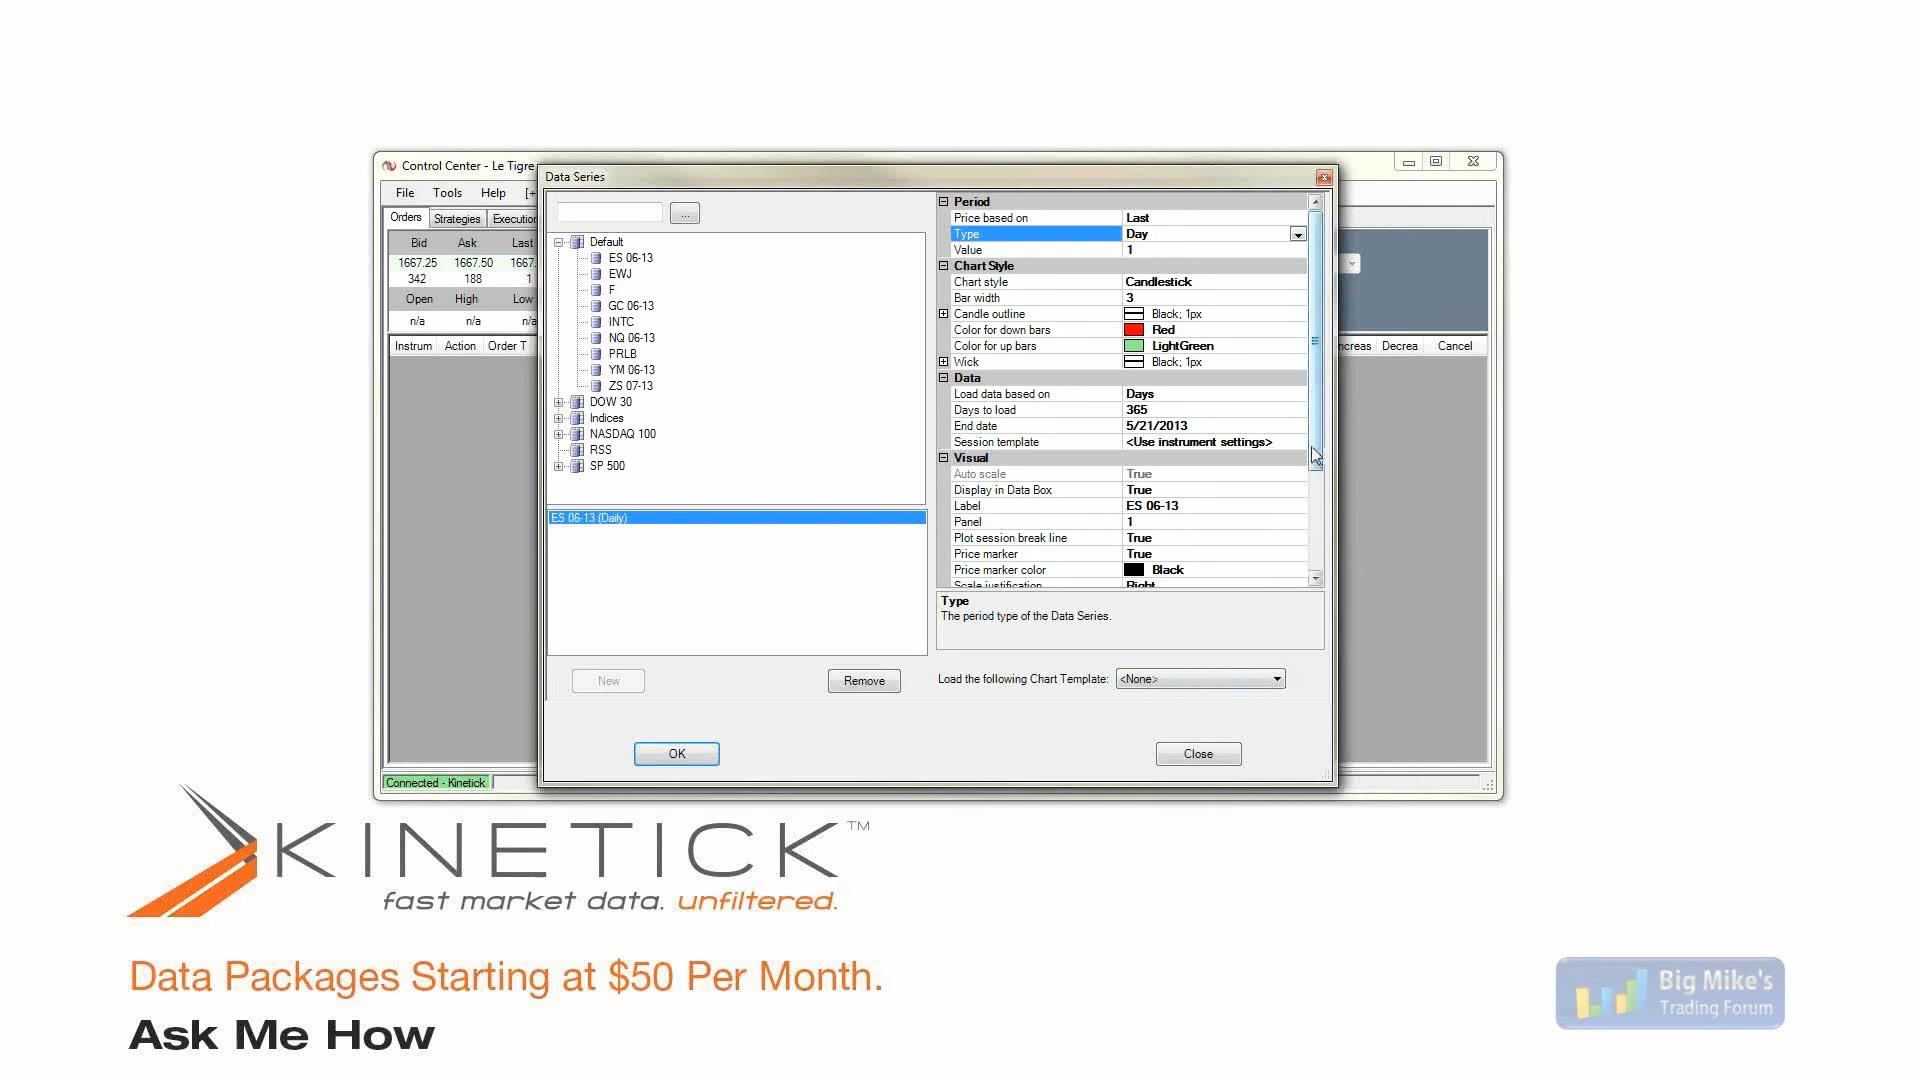 Control Center - Le Tigre
File Tools Help [+
Orders Strategies Execution
Bid Ask Last
1667.25 1667.50 1667.
342 188 1
Open High Low
n/a n/a n/a
Instrum Action Order T
ncreas Decrea Cancel
Connected - Kinetick
Data Series
...
Default
ES 06-13
EWJ
F
GC 06-13
INTC
NQ 06-13
PRLB
YM 06-13
ZS 07-13
DOW 30
Indices
NASDAQ 100
RSS
SP 500
ES 06-13 (Daily)
New
Remove
Period
Price based on Last
Type Day
Value 1
Chart Style
Chart style Candlestick
Bar width 3
Candle outline Black; 1px
Color for down bars Red
Color for up bars LightGreen
Wick Black; 1px
Data
Load data based on Days
Days to load 365
End date 5/21/2013
Session template <Use instrument settings>
Visual
Auto scale True
Display in Data Box True
Label ES 06-13
Panel 1
Plot session break line True
Price marker True
Price marker color Black
Scale justification Right
Type
The period type of the Data Series.
Load the following Chart Template: <None>
OK
Close
KINETICK™
fast market data. unfiltered.
Data Packages Starting at $50 Per Month.
Ask Me How
Big Mike's
Trading Forum